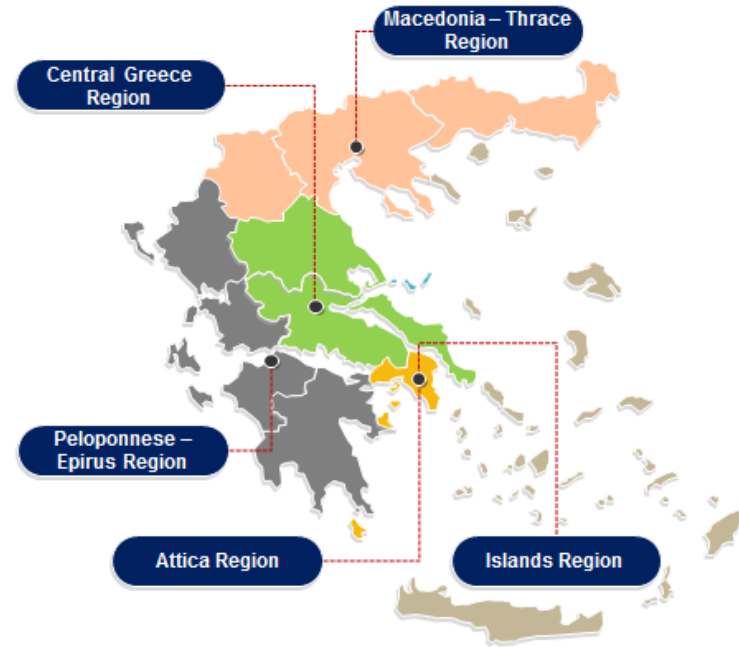 Macedonia – Thrace
Region
Central Greece
Region
Peloponnese –
Epirus Region
Attica Region
Islands Region